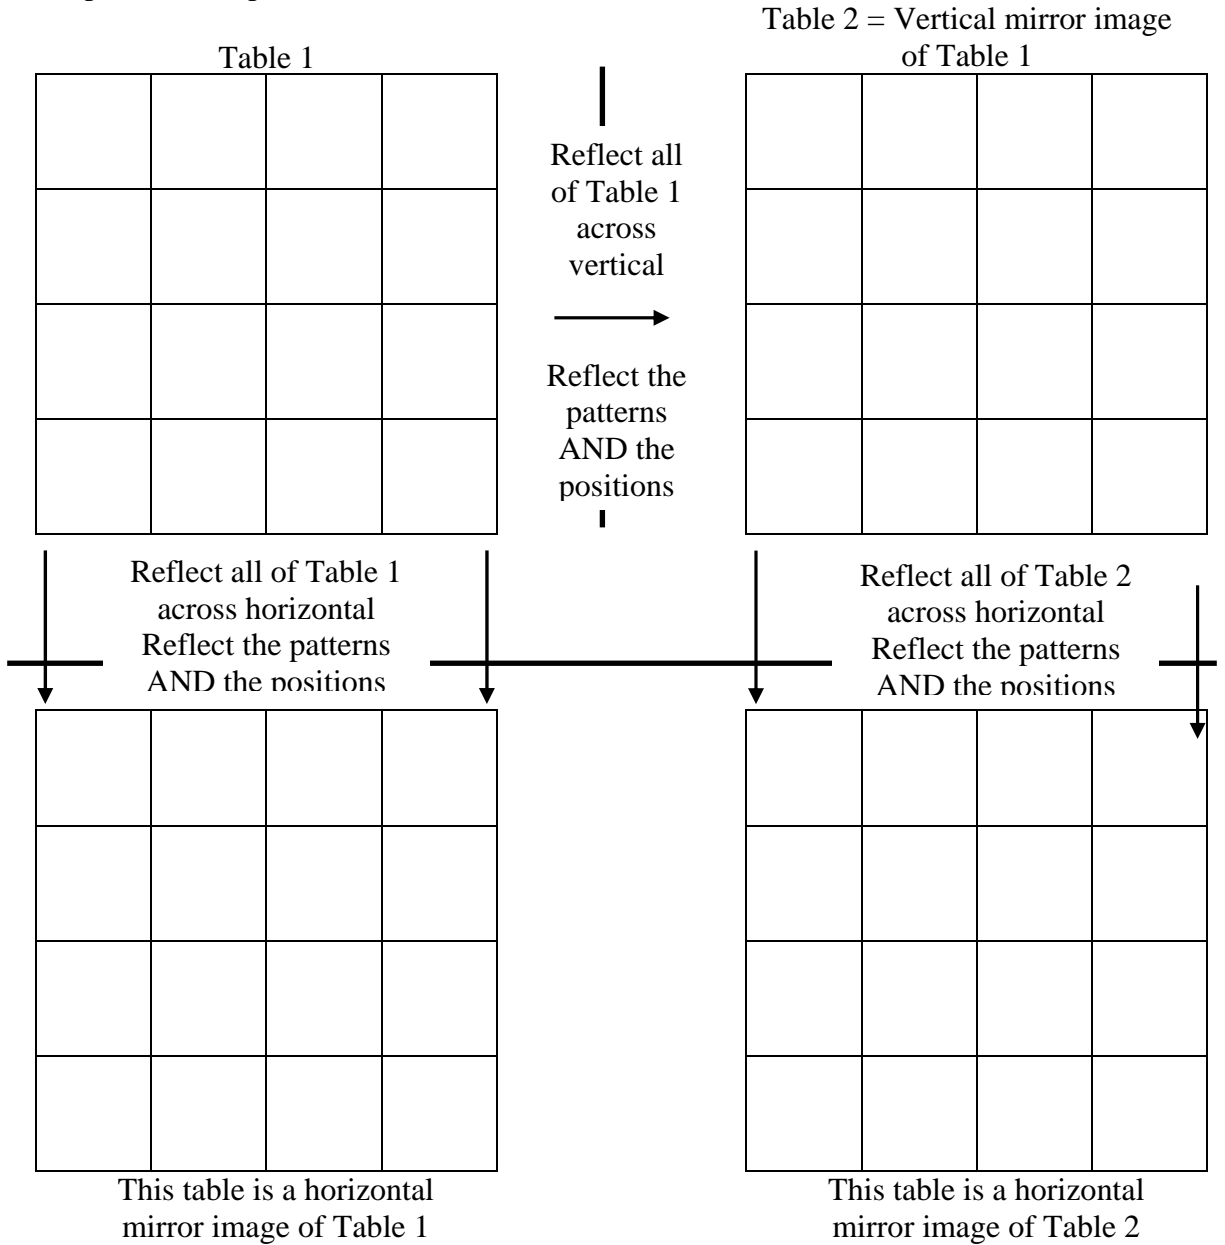 Table 2 = Vertical mirror image
of Table 1
Table 1
Reflect all
of Table 1
across
vertical
Reflect the
patterns
AND the
positions
Reflect all of Table 1
across horizontal
Reflect the patterns
AND the positions
Reflect all of Table 2
across horizontal
Reflect the patterns
AND the positions
This table is a horizontal
mirror image of Table 1
This table is a horizontal
mirror image of Table 2